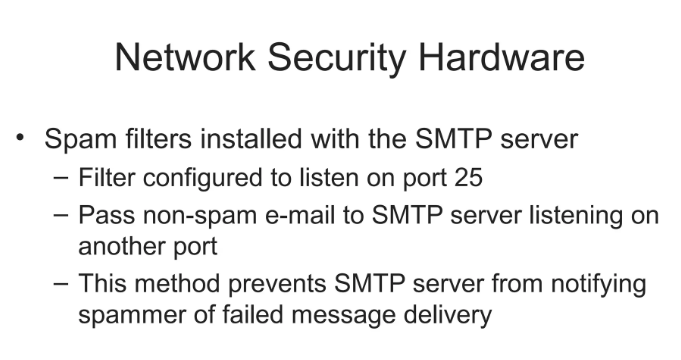 Network Security Hardware
• Spam filters installed with the SMTP server
– Filter configured to listen on port 25
– Pass non-spam e-mail to SMTP server listening on
another port
– This method prevents SMTP server from notifying
spammer of failed message delivery